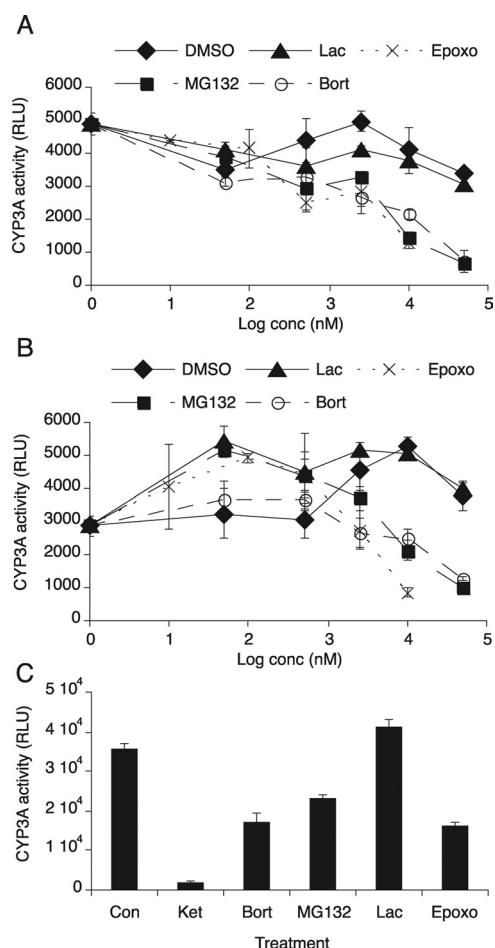 A
DMSO Lac Epoxo
MG132 Bort
CYP3A activity (RLU)
6000
5000
4000
3000
2000
1000
0
0 1 2 3 4 5
Log conc (nM)
B
DMSO Lac Epoxo
MG132 Bort
CYP3A activity (RLU)
6000
5000
4000
3000
2000
1000
0
0 1 2 3 4 5
Log conc (nM)
C
CYP3A activity (RLU)
5 10⁴
4 10⁴
3 10⁴
2 10⁴
1 10⁴
0
Con Ket Bort MG132 Lac Epoxo
Treatment